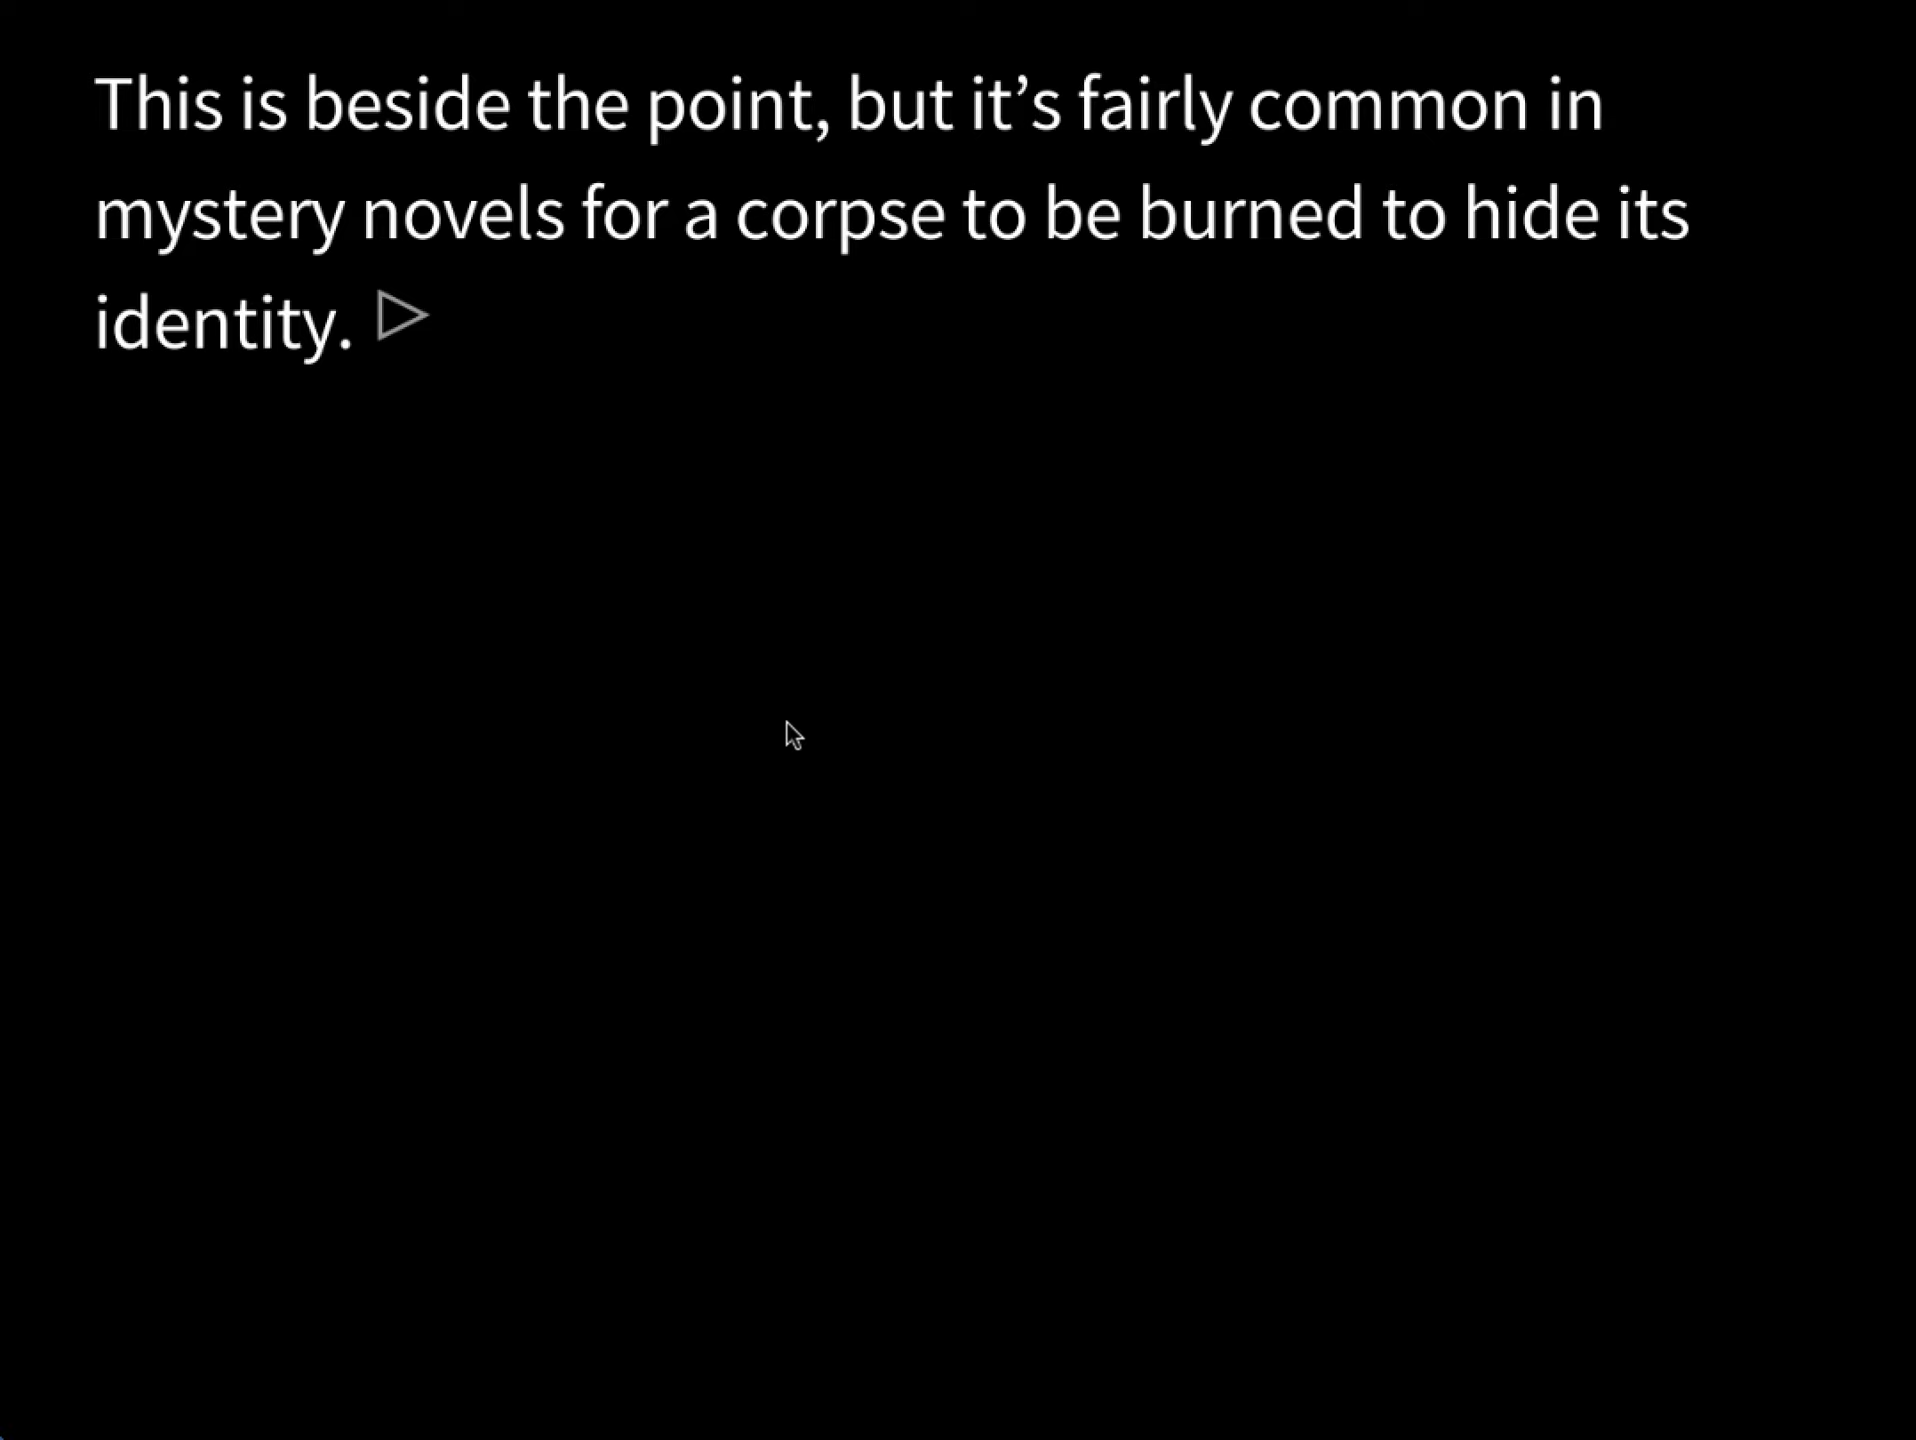 This is beside the point, but it’s fairly common in
mystery novels for a corpse to be burned to hide its
identity.